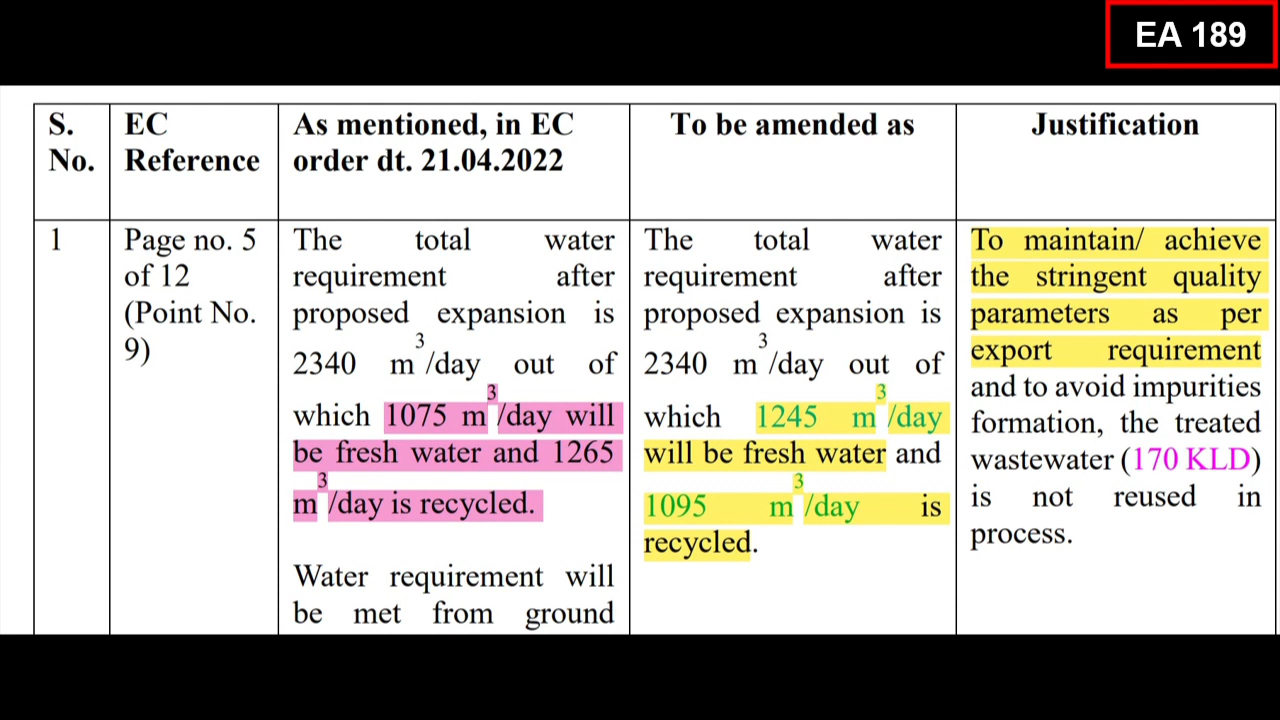 EA 189
S. No.
EC Reference
As mentioned, in EC order dt. 21.04.2022
To be amended as
Justification
1
Page no. 5
of 12
(Point No.
9)
The total water
requirement after
proposed expansion is
2340 m³/day out of
which 1075 m³/day will
be fresh water and 1265
m³/day is recycled.
Water requirement will
be met from ground
The total water
requirement after
proposed expansion is
2340 m³/day out of
which 1245 m³/day
will be fresh water and
1095 m³/day is
recycled.
To maintain/ achieve
the stringent quality
parameters as per
export requirement
and to avoid impurities
formation, the treated
wastewater (170 KLD)
is not reused in
process.